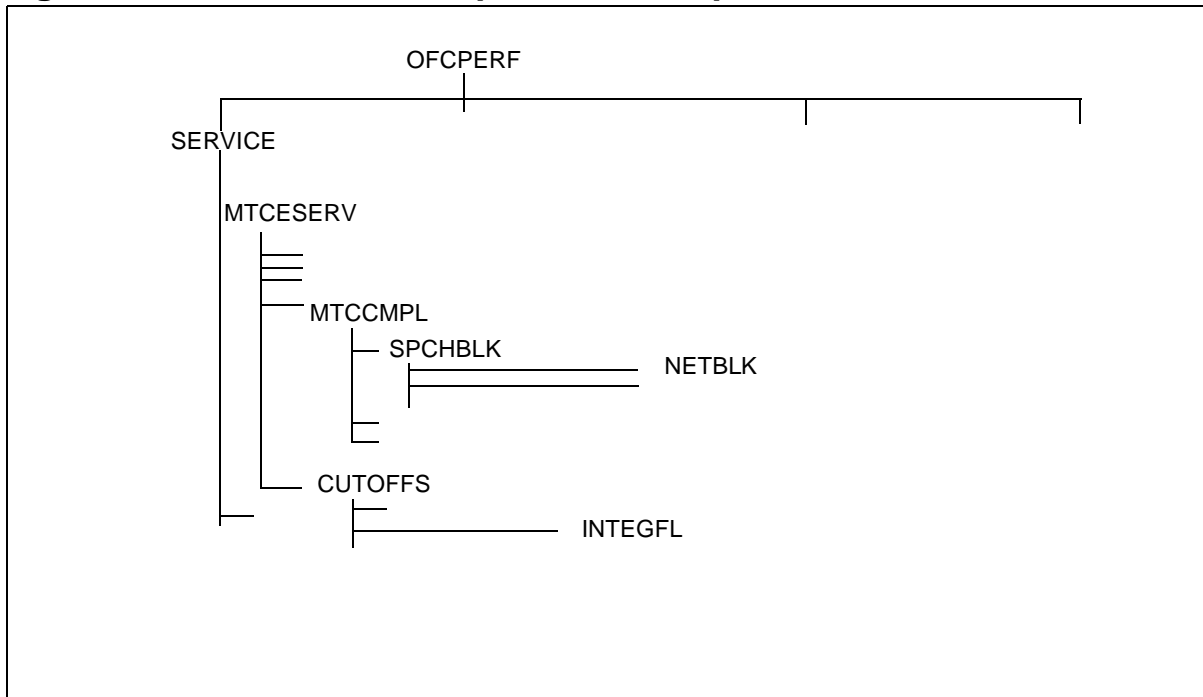 OFCPERF
SERVICE
MTCESERV
MTCCMPL
SPCHBLK
NETBLK
CUTOFFS
INTEGFL